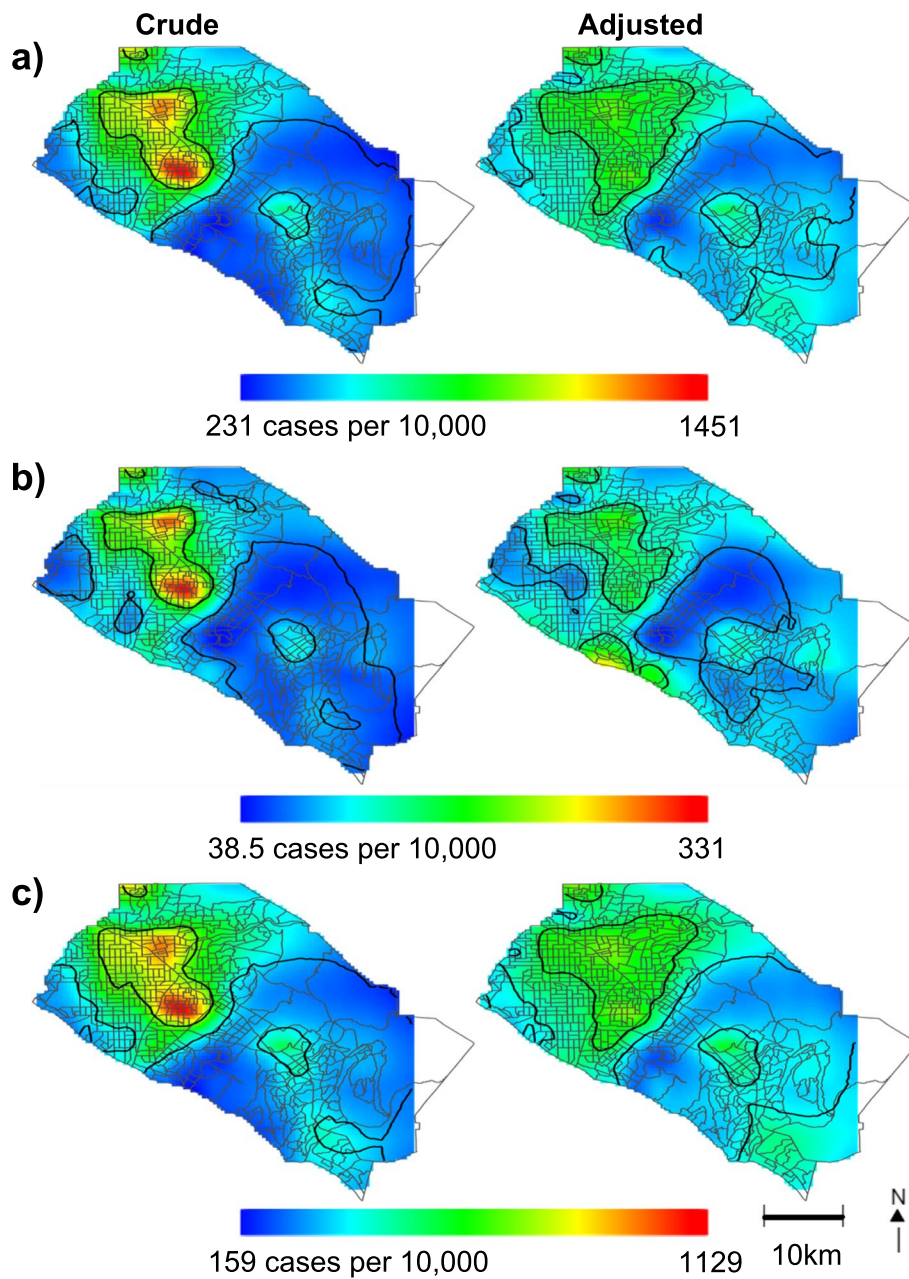 Crude Adjusted
a)
231 cases per 10,000 1451
b)
38.5 cases per 10,000 331
c)
159 cases per 10,000 1129
10km
N